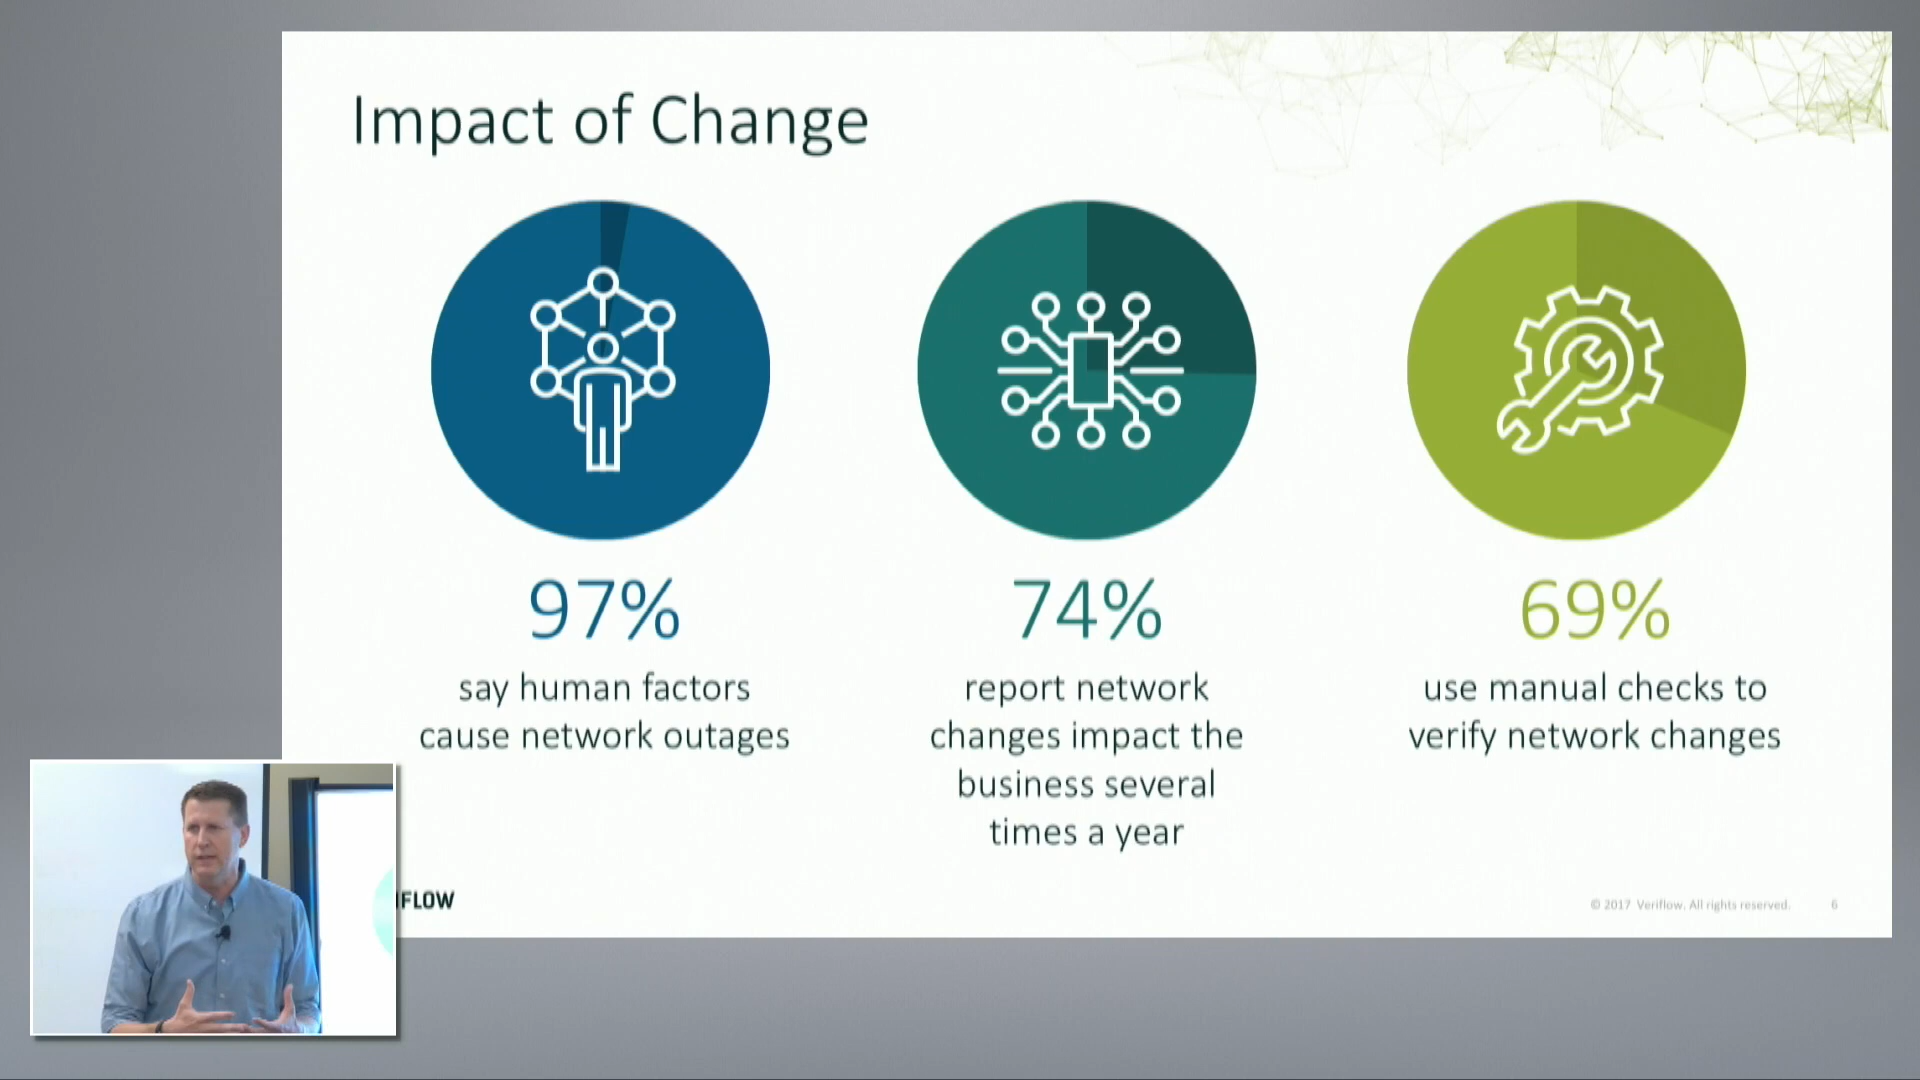 Impact of Change
97%
say human factors
cause network outages
74%
report network
changes impact the
business several
times a year
69%
use manual checks to
verify network changes
IFLOW
© 2017 Veriflow. All rights reserved.
6